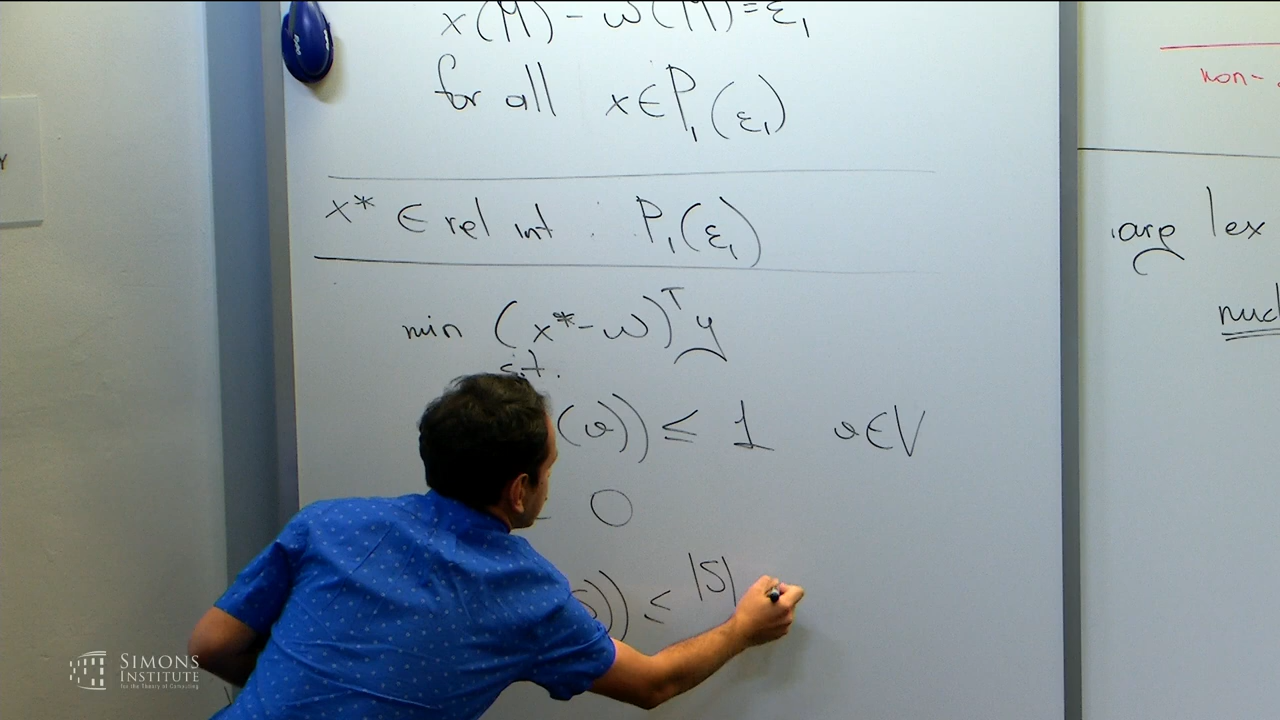 x(M) - w(M) = ε₁
for all x ∈ P₁(ε₁)
x* ∈ rel int P₁(ε₁)
min (x* - w)ᵀ y
s.t.
(v)) ≤ 1 v ∈ V
0
)) ≤ |S|
non-
arg lex
nucl
SIMONS
INSTITUTE
for the Theory of Computing